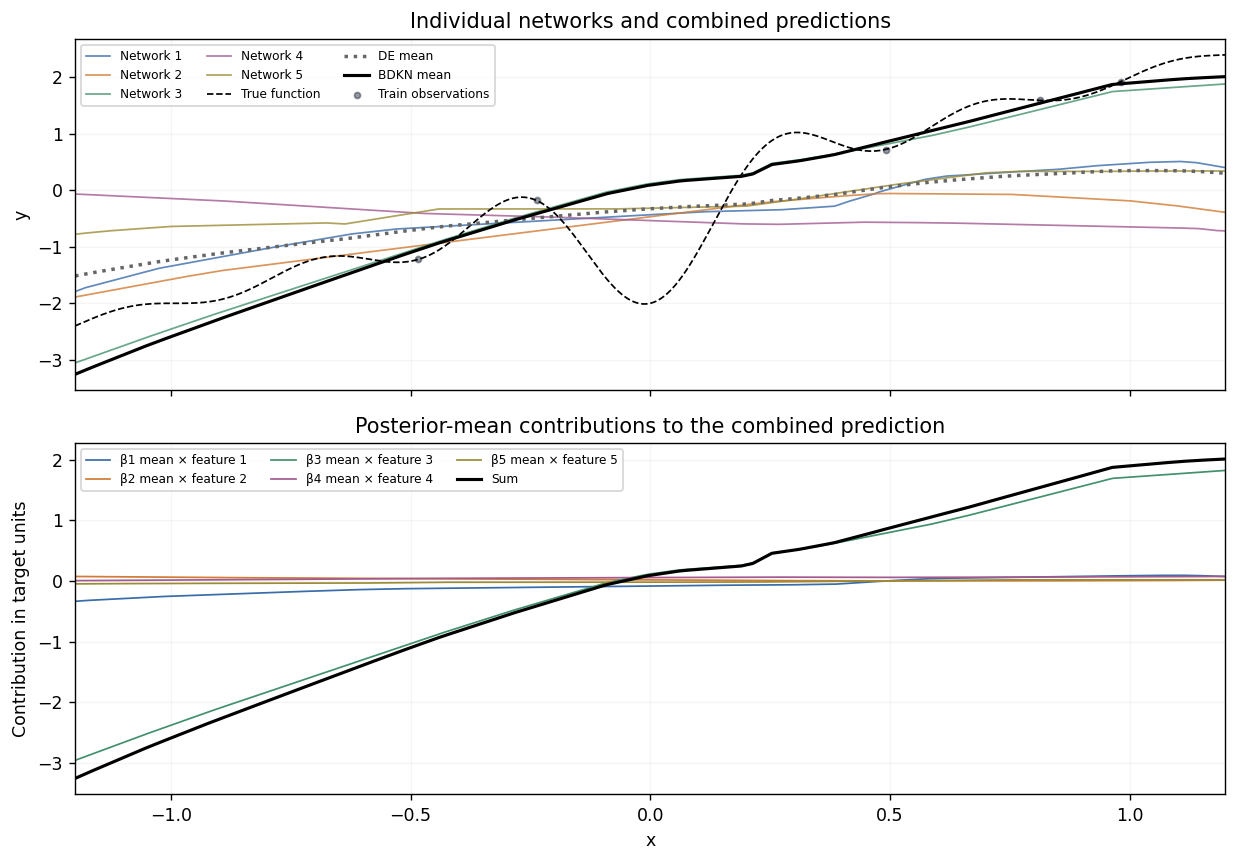 Individual networks and combined predictions
Network 1
Network 2
Network 3
Network 4
Network 5
True function
DE mean
BDKN mean
Train observations
2
1
0
−1
−2
−3
y
Posterior-mean contributions to the combined prediction
β1 mean × feature 1
β2 mean × feature 2
β3 mean × feature 3
β4 mean × feature 4
β5 mean × feature 5
Sum
2
1
0
−1
−2
−3
Contribution in target units
−1.0 −0.5 0.0 0.5 1.0
x